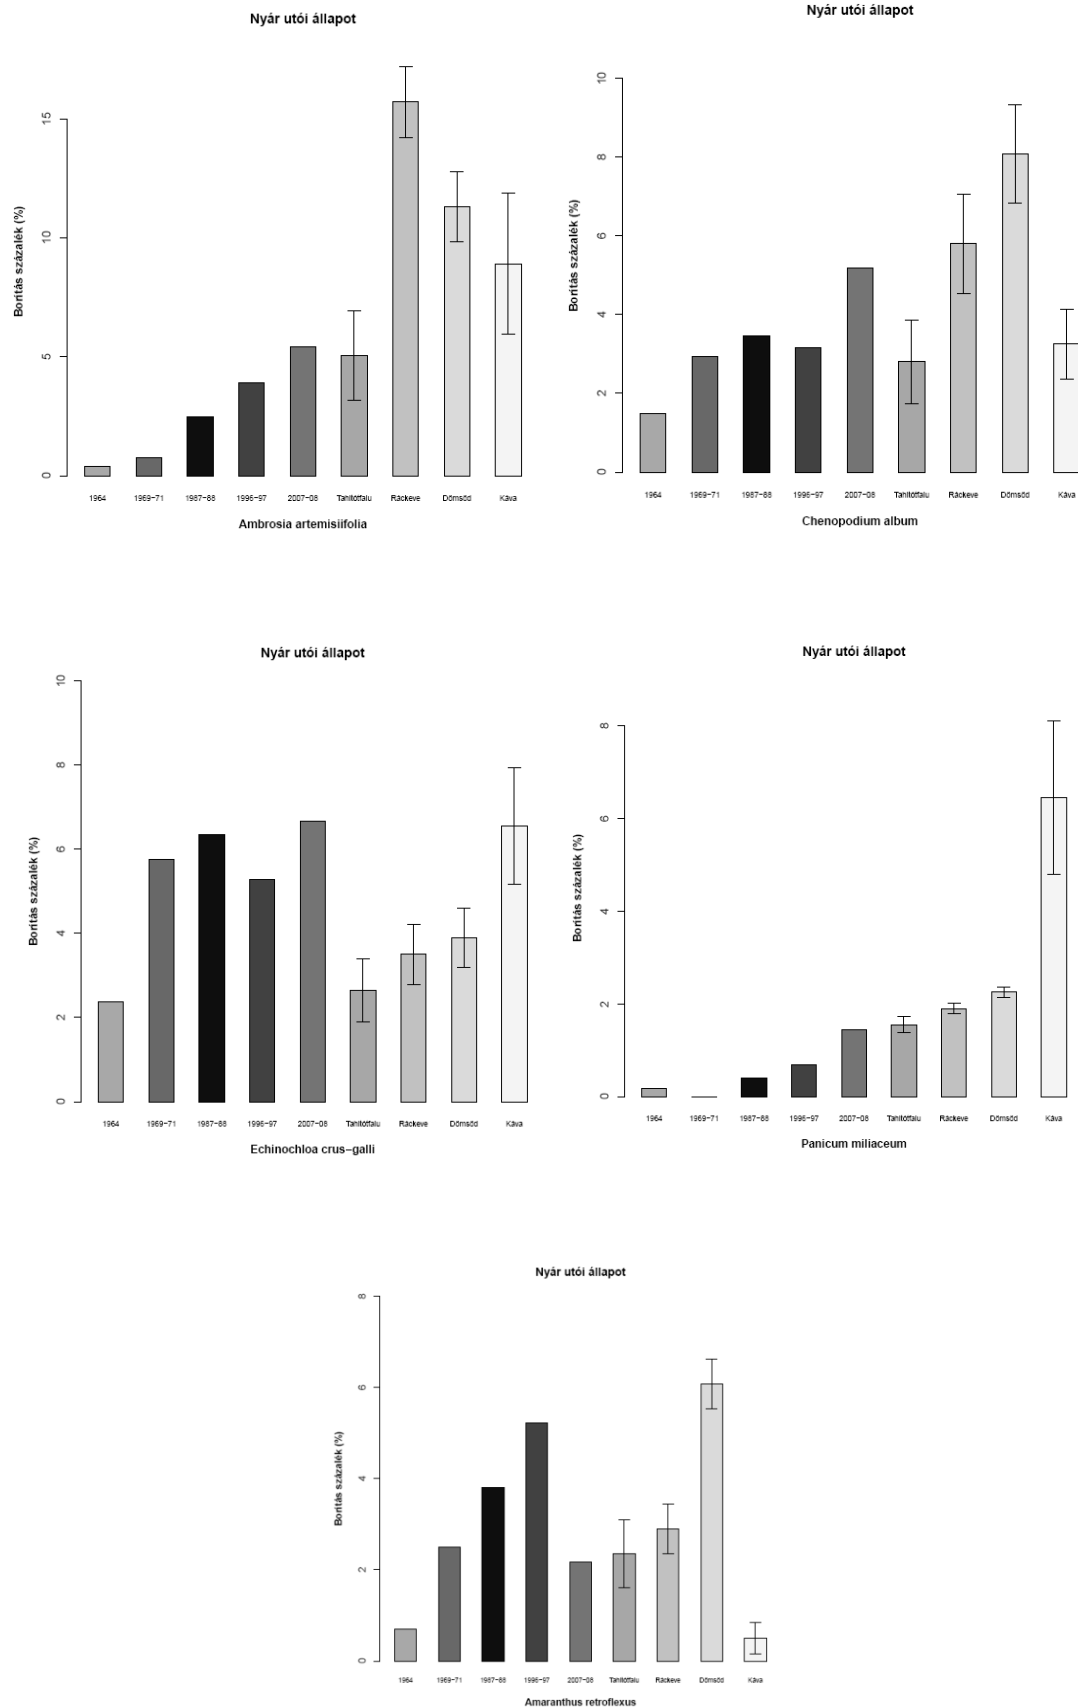 Nyár utói állapot
Borítás százalék (%)
15
10
5
0
1964 1969−71 1987−88 1996−97 2007−08 Tahitótfalu Ráckeve Dömsöd Káva
Ambrosia artemisiifolia
Nyár utói állapot
Borítás százalék (%)
10
8
6
4
2
0
1964 1969−71 1987−88 1996−97 2007−08 Tahitótfalu Ráckeve Dömsöd Káva
Chenopodium album
Nyár utói állapot
Borítás százalék (%)
10
8
6
4
2
0
1964 1969−71 1987−88 1996−97 2007−08 Tahitótfalu Ráckeve Dömsöd Káva
Echinochloa crus−galli
Nyár utói állapot
Borítás százalék (%)
8
6
4
2
0
1964 1969−71 1987−88 1996−97 2007−08 Tahitótfalu Ráckeve Dömsöd Káva
Panicum miliaceum
Nyár utói állapot
Borítás százalék (%)
8
6
4
2
0
1964 1969−71 1987−88 1996−97 2007−08 Tahitótfalu Ráckeve Dömsöd Káva
Amaranthus retroflexus